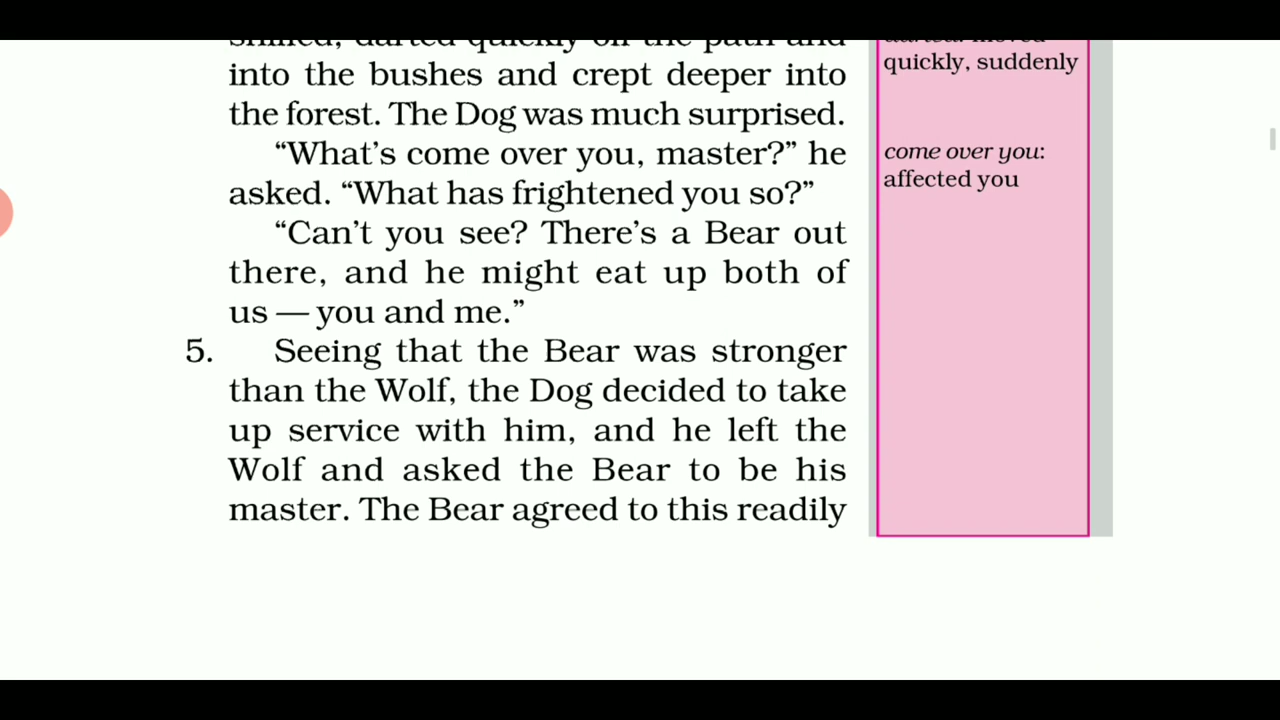 sniffed, darted quickly off the path and
into the bushes and crept deeper into
the forest. The Dog was much surprised.
“What’s come over you, master?” he
asked. “What has frightened you so?”
“Can’t you see? There’s a Bear out
there, and he might eat up both of
us — you and me.”
5. Seeing that the Bear was stronger
than the Wolf, the Dog decided to take
up service with him, and he left the
Wolf and asked the Bear to be his
master. The Bear agreed to this readily
darted: moved
quickly, suddenly
come over you:
affected you